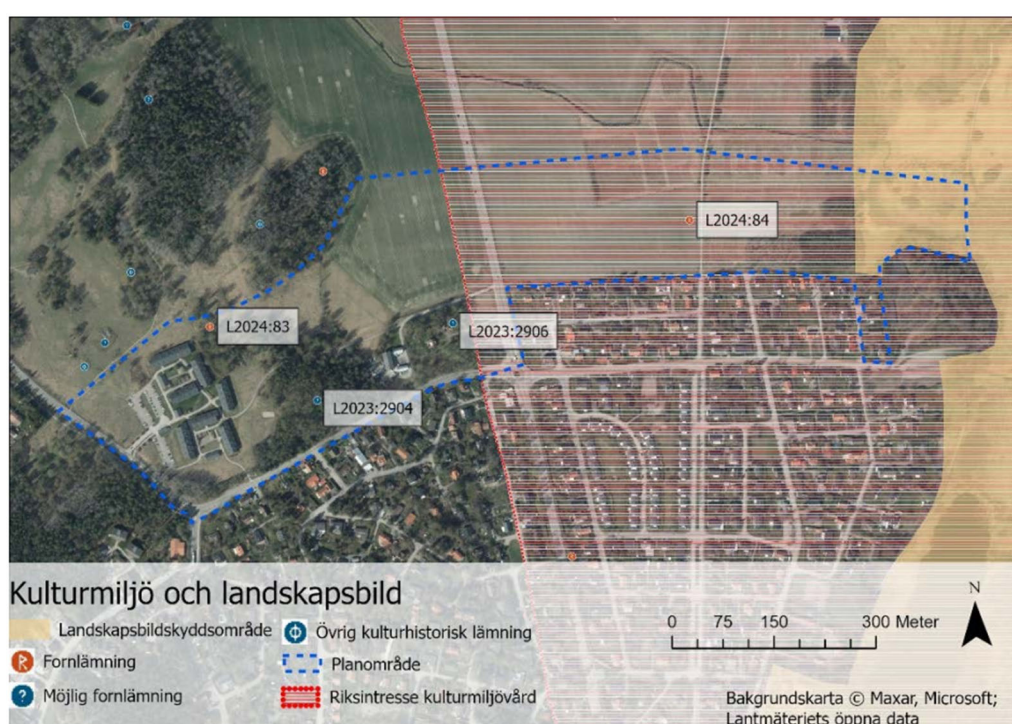 L2024:84
L2024:83
L2023:2906
L2023:2904
Kulturmiljö och landskapsbild
Landskapsbildskyddsområde
Övrig kulturhistorisk lämning
Fornlämning
Planområde
Möjlig fornlämning
Riksintresse kulturmiljövård
N
0 75 150 300 Meter
Bakgrundskarta © Maxar, Microsoft;
Lantmäteriets öppna data